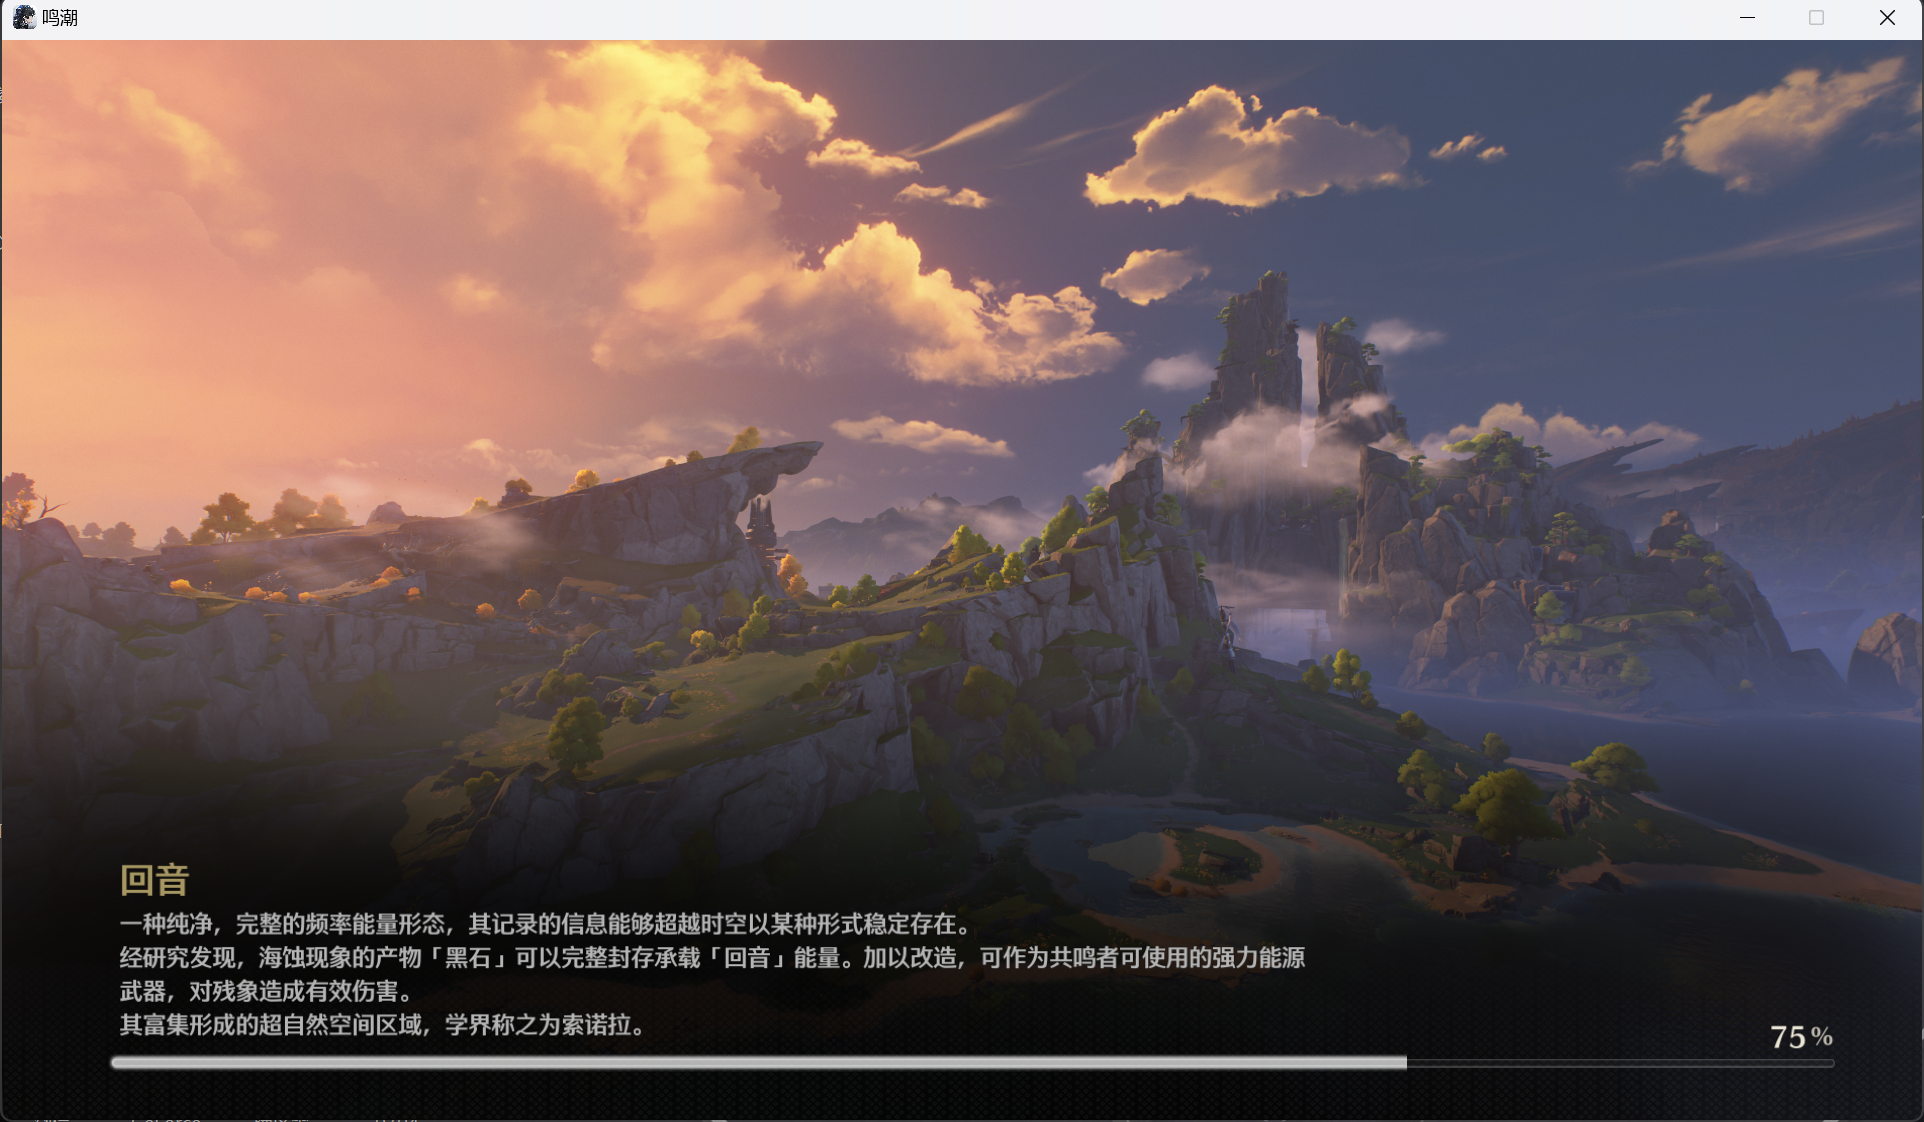 鸣潮
回音
一种纯净，完整的频率能量形态，其记录的信息能够超越时空以某种形式稳定存在。
经研究发现，海蚀现象的产物「黑石」可以完整封存承载「回音」能量。加以改造，可作为共鸣者可使用的强力能源
武器，对残象造成有效伤害。
其富集形成的超自然空间区域，学界称之为索诺拉。
75%